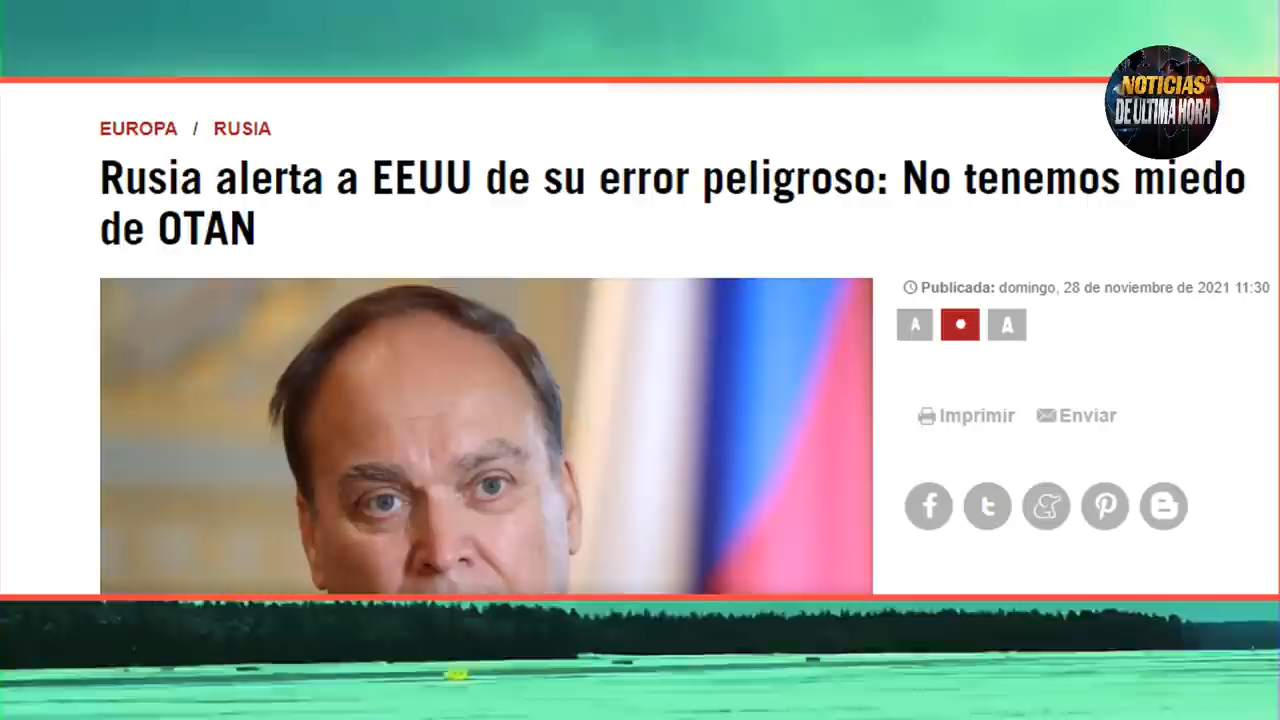 NOTICIAS
DE ULTIMA HORA
EUROPA / RUSIA
Rusia alerta a EEUU de su error peligroso: No tenemos miedo
de OTAN
Publicada: domingo, 28 de noviembre de 2021 11:30
A A
Imprimir Enviar